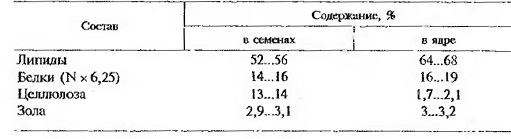 Состав Содержание, %
в семенах в ядре
Липиды 52...56 64...68
Белки (N × 6,25) 14...16 16...19
Целлюлоза 13...14 1,7...2,1
Зола 2,9...3,1 3...3,2